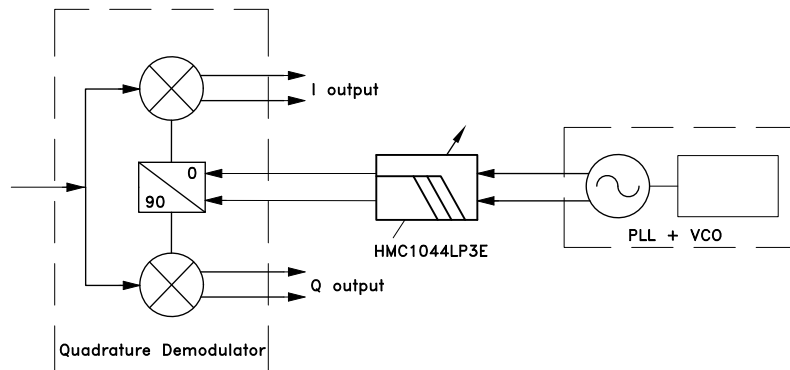 I output
0
90
HMC1044LP3E
PLL + VCO
Q output
Quadrature Demodulator